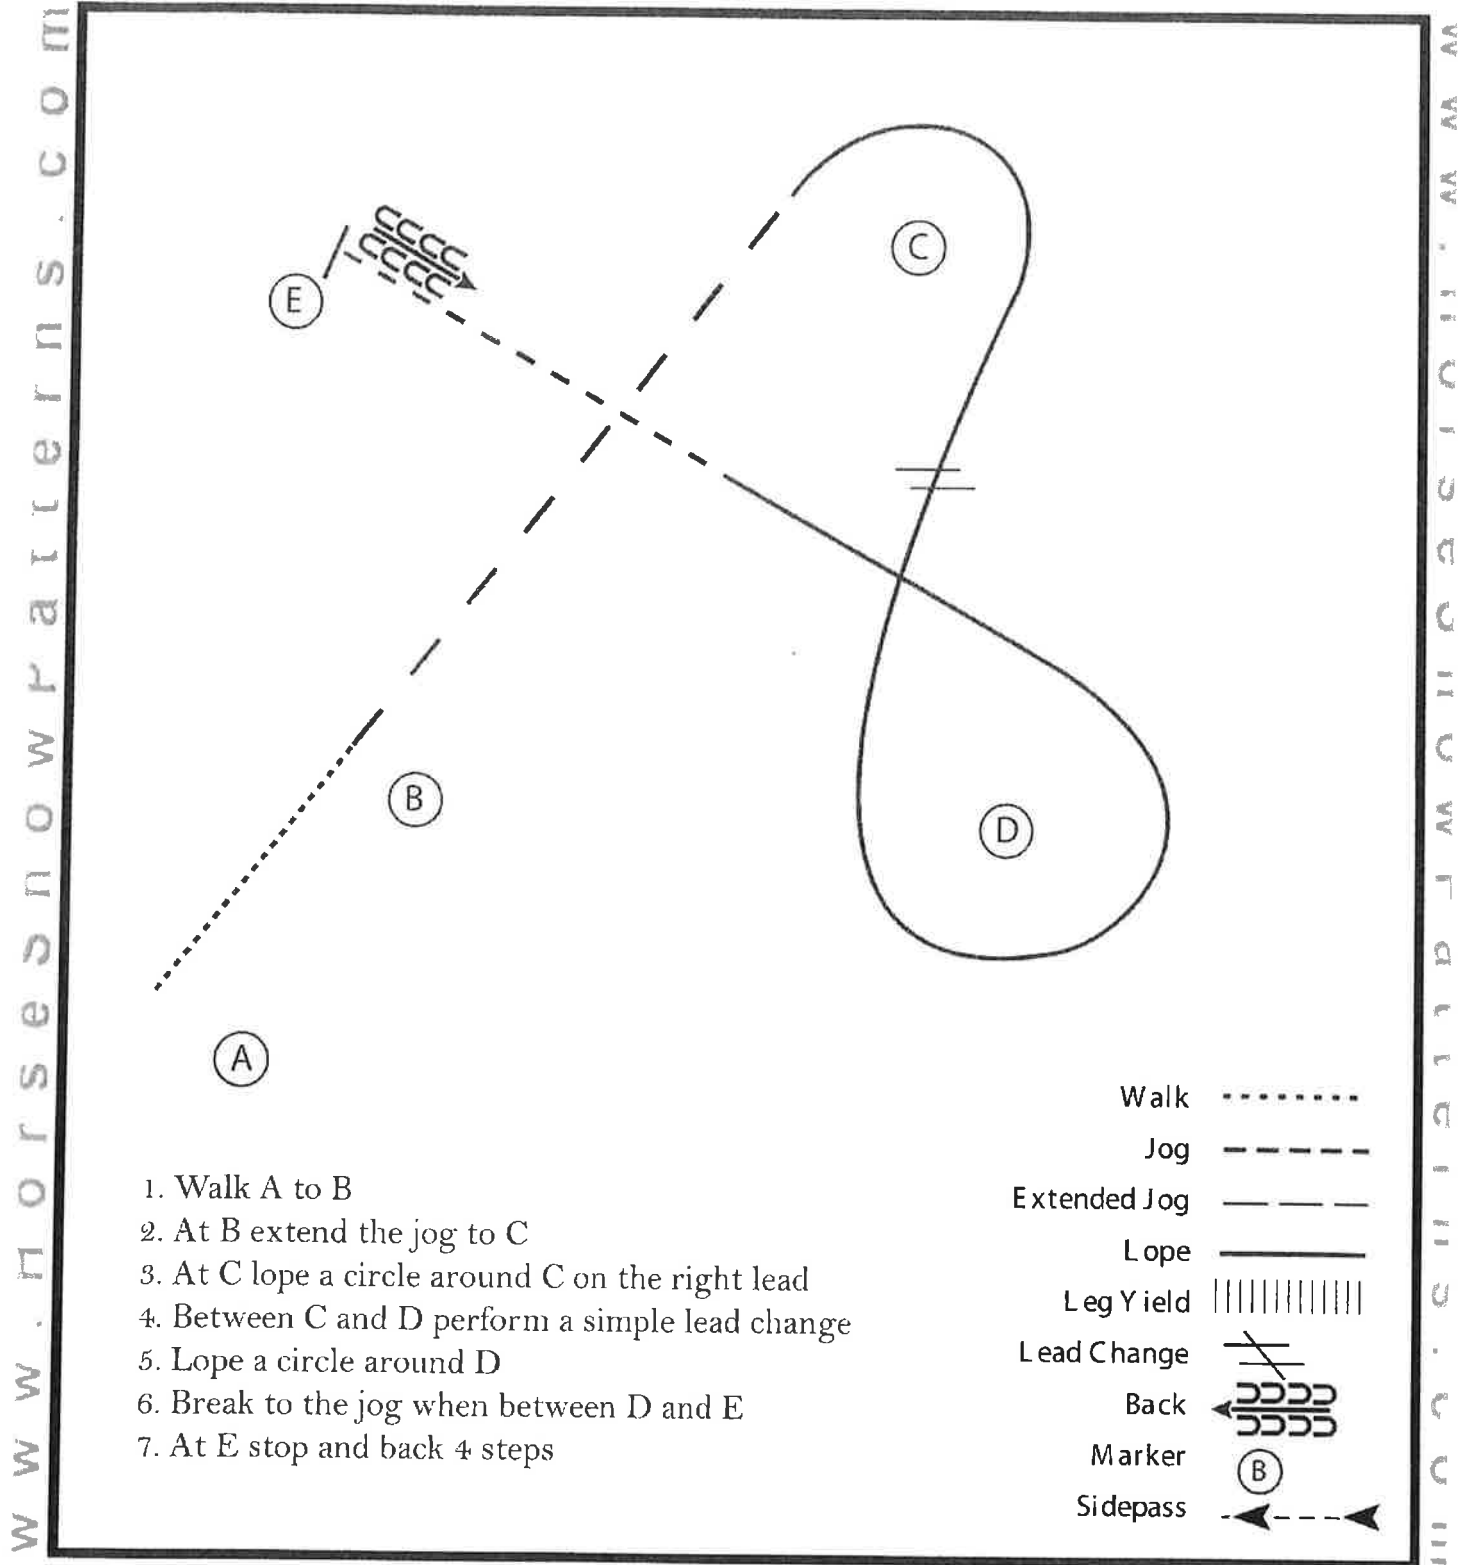 www.HorseShowPatterns.com
www.HorseShowPatterns.com
C
E
B
D
A
1. Walk A to B
2. At B extend the jog to C
3. At C lope a circle around C on the right lead
4. Between C and D perform a simple lead change
5. Lope a circle around D
6. Break to the jog when between D and E
7. At E stop and back 4 steps
Walk
Jog
Extended Jog
Lope
Leg Yield
Lead Change
Back
Marker
B
Sidepass